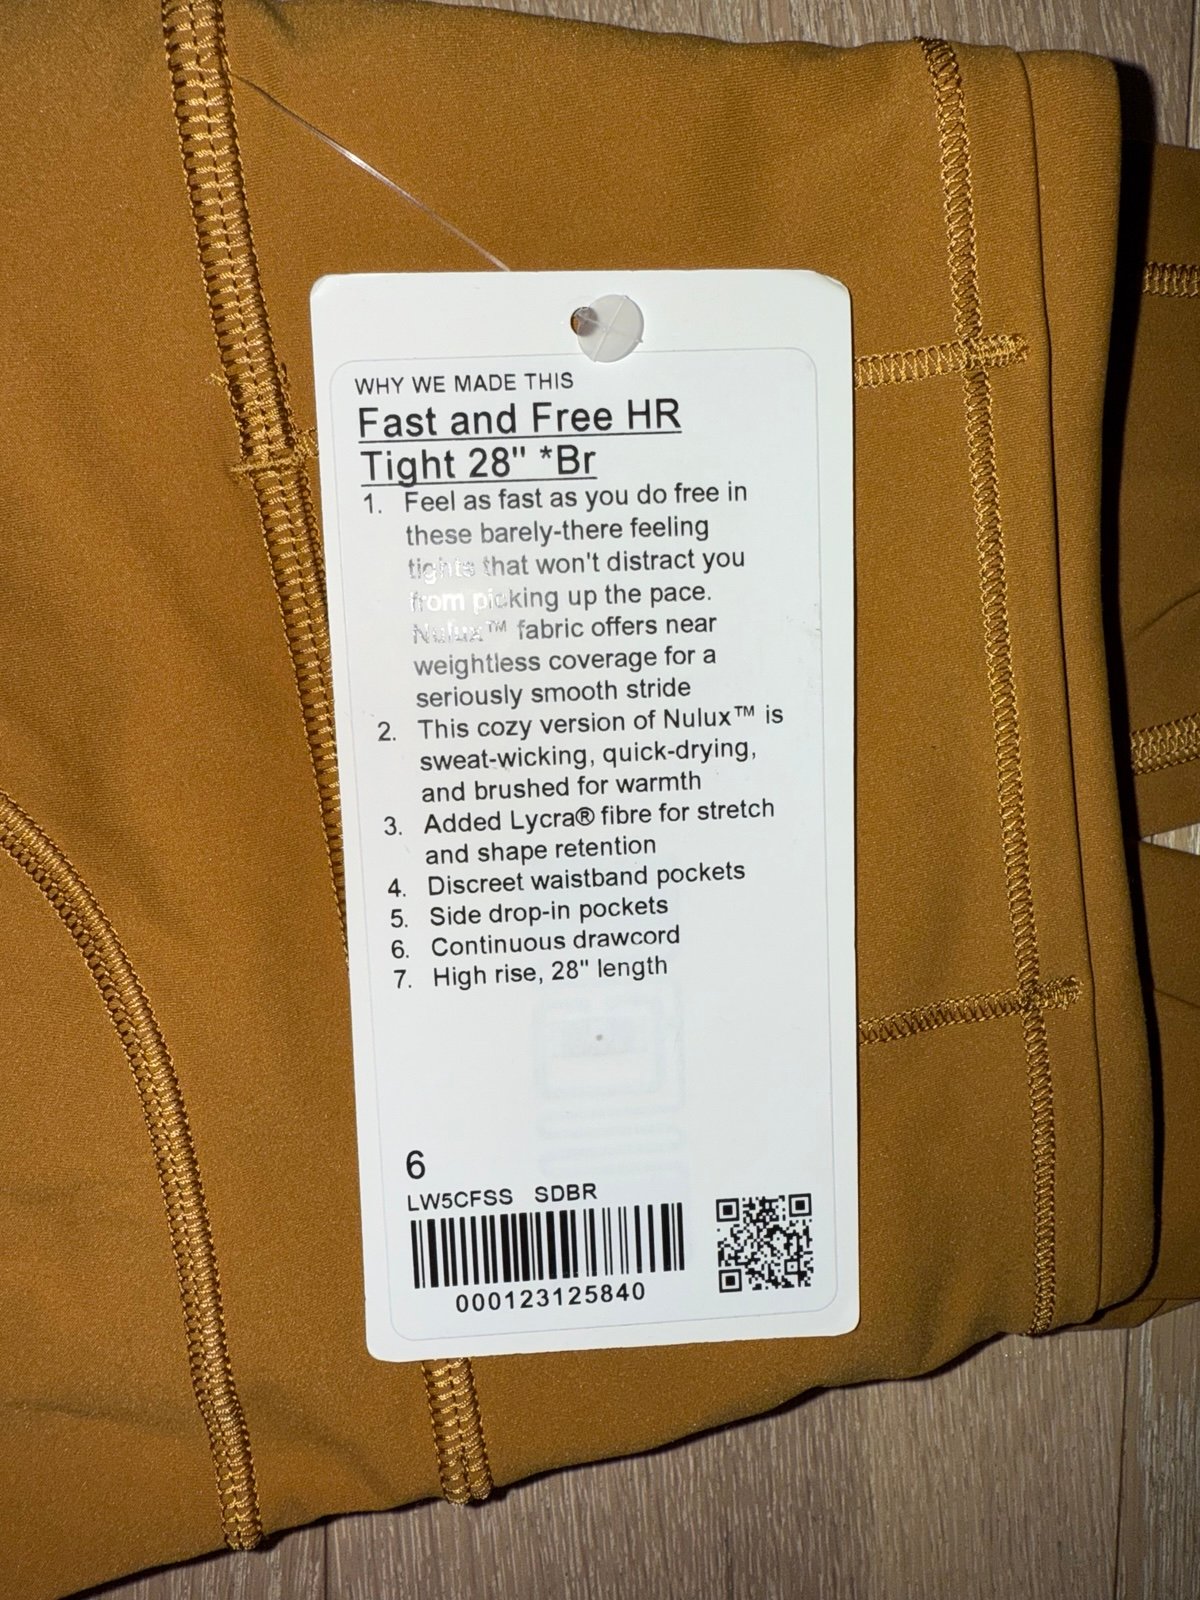 WHY WE MADE THIS
Fast and Free HR
Tight 28" *Br
1. Feel as fast as you do free in
these barely-there feeling
tights that won't distract you
from picking up the pace.
Nulux™ fabric offers near
weightless coverage for a
seriously smooth stride
2. This cozy version of Nulux™ is
sweat-wicking, quick-drying,
and brushed for warmth
3. Added Lycra® fibre for stretch
and shape retention
4. Discreet waistband pockets
5. Side drop-in pockets
6. Continuous drawcord
7. High rise, 28" length
6
LW5CFSS SDBR
000123125840